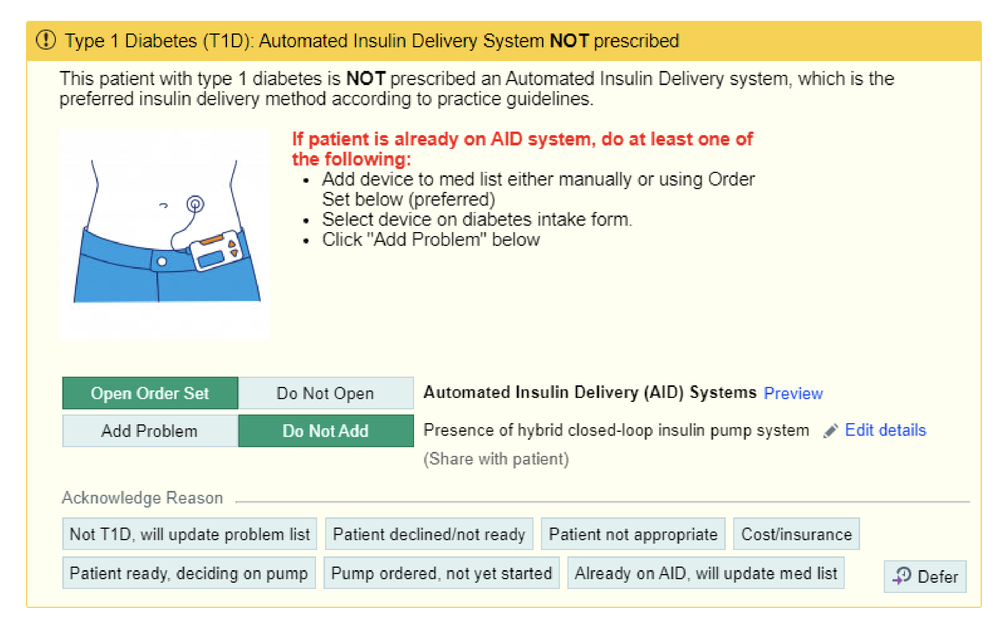 Type 1 Diabetes (T1D): Automated Insulin Delivery System NOT prescribed
This patient with type 1 diabetes is NOT prescribed an Automated Insulin Delivery system, which is the
preferred insulin delivery method according to practice guidelines.
If patient is already on AID system, do at least one of
the following:
• Add device to med list either manually or using Order
Set below (preferred)
• Select device on diabetes intake form.
• Click "Add Problem" below
Open Order Set Do Not Open Automated Insulin Delivery (AID) Systems Preview
Add Problem Do Not Add Presence of hybrid closed-loop insulin pump system Edit details
(Share with patient)
Acknowledge Reason
Not T1D, will update problem list Patient declined/not ready Patient not appropriate Cost/insurance
Patient ready, deciding on pump Pump ordered, not yet started Already on AID, will update med list Defer